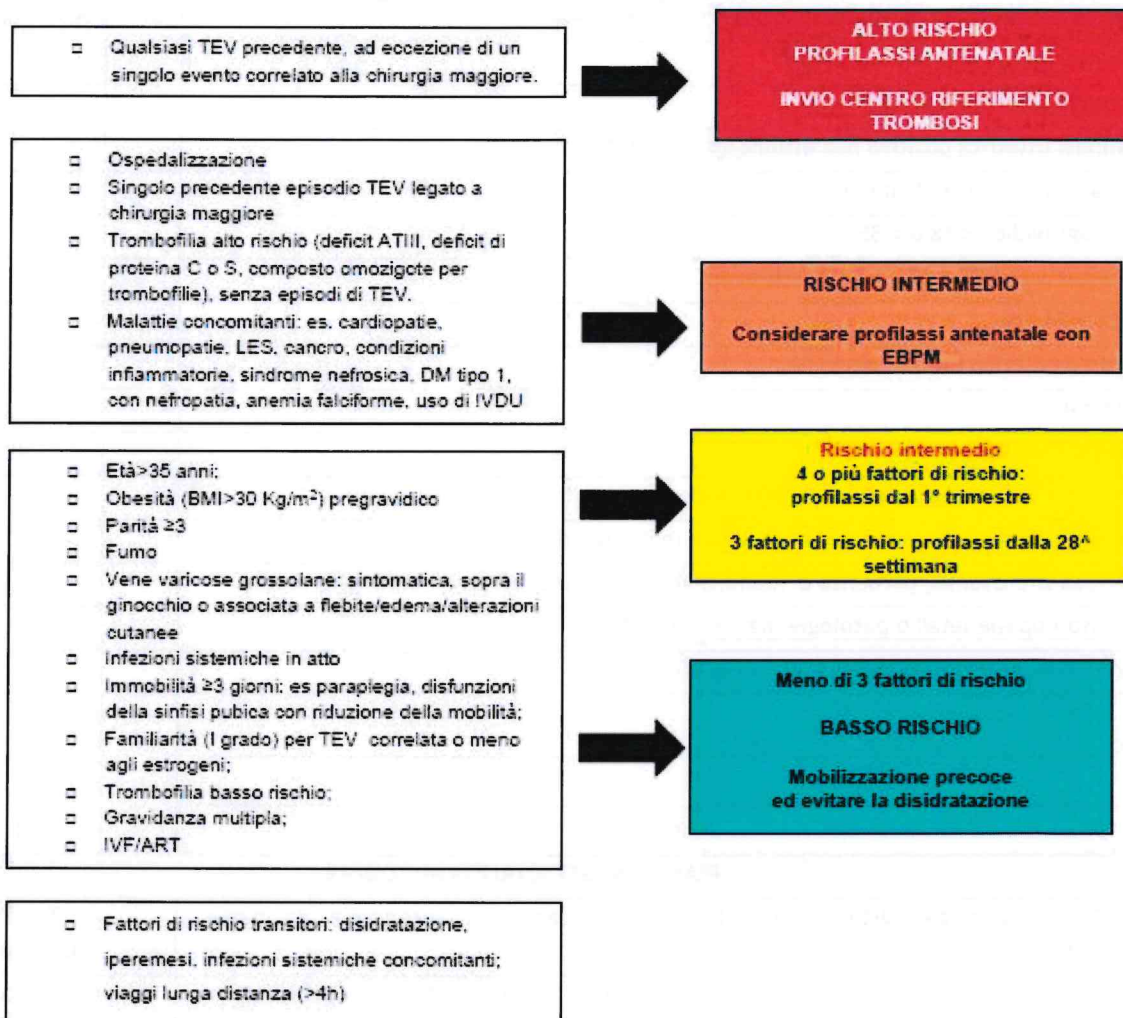 Qualsiasi TEV precedente, ad eccezione di un
singolo evento correlato alla chirurgia maggiore.
ALTO RISCHIO
PROFILASSI ANTENATALE
INVIO CENTRO RIFERIMENTO
TROMBOSI
Ospedalizzazione
Singolo precedente episodio TEV legato a
chirurgia maggiore
Trombofilia alto rischio (deficit ATIII, deficit di
proteina C o S, composto omozigote per
trombofilie), senza episodi di TEV.
Malattie concomitanti: es. cardiopatie,
pneumopatie, LES, cancro, condizioni
infiammatorie, sindrome nefrosica, DM tipo 1,
con nefropatia, anemia falciforme, uso di IVDU
RISCHIO INTERMEDIO
Considerare profilassi antenatale con
EBPM
Età>35 anni;
Obesità (BMI>30 Kg/m²) pregravidico
Parità ≥3
Fumo
Vene varicose grossolane: sintomatica, sopra il
ginocchio o associata a flebite/edema/alterazioni
cutanee
Infezioni sistemiche in atto
Immobilità ≥3 giorni: es paraplegia, disfunzioni
della sinfisi pubica con riduzione della mobilità;
Familiarità (I grado) per TEV correlata o meno
agli estrogeni;
Trombofilia basso rischio;
Gravidanza multipla;
IVF/ART
Rischio intermedio
4 o più fattori di rischio:
profilassi dal 1° trimestre
3 fattori di rischio: profilassi dalla 28^
settimana
Meno di 3 fattori di rischio
BASSO RISCHIO
Mobilizzazione precoce
ed evitare la disidratazione
Fattori di rischio transitori: disidratazione,
iperemesi, infezioni sistemiche concomitanti;
viaggi lunga distanza (>4h)